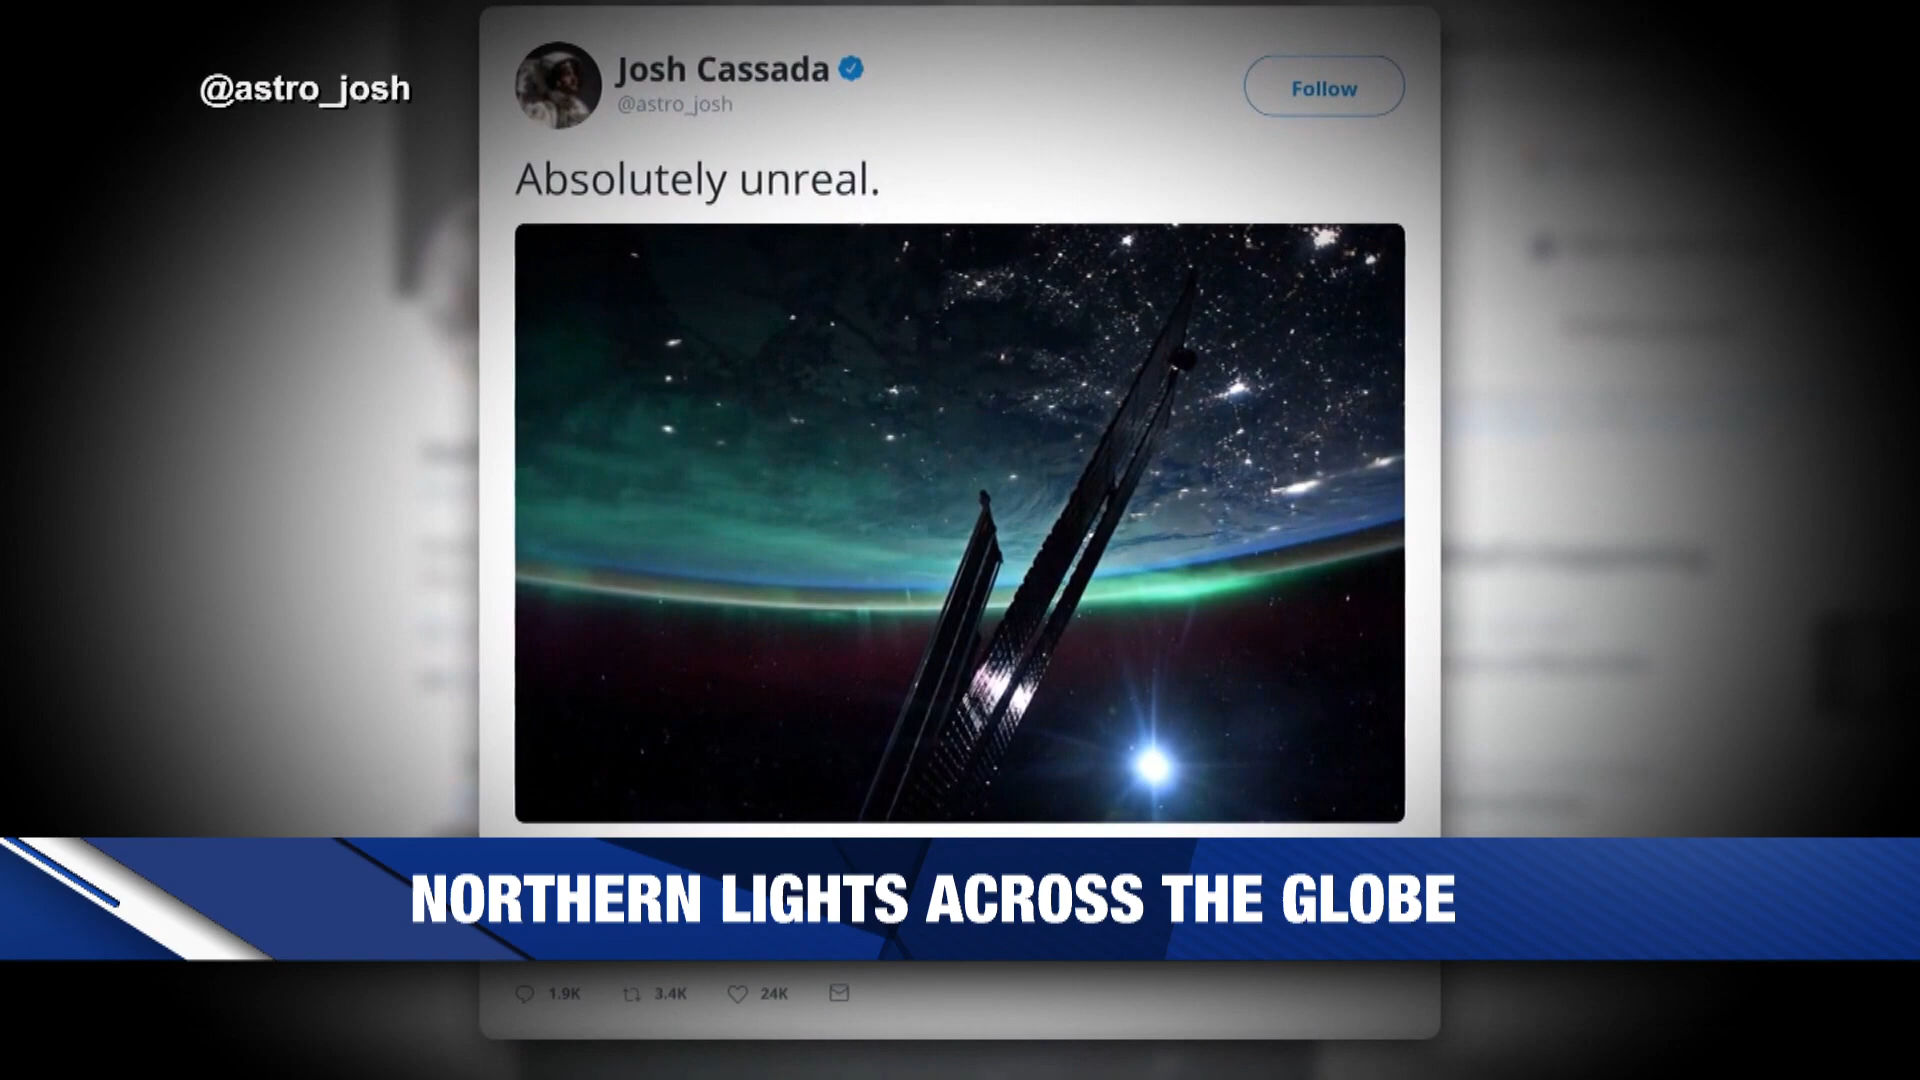 @astro_josh
Josh Cassada
@astro_josh
Follow
Absolutely unreal.
NORTHERN LIGHTS ACROSS THE GLOBE
1.9K
3.4K
24K